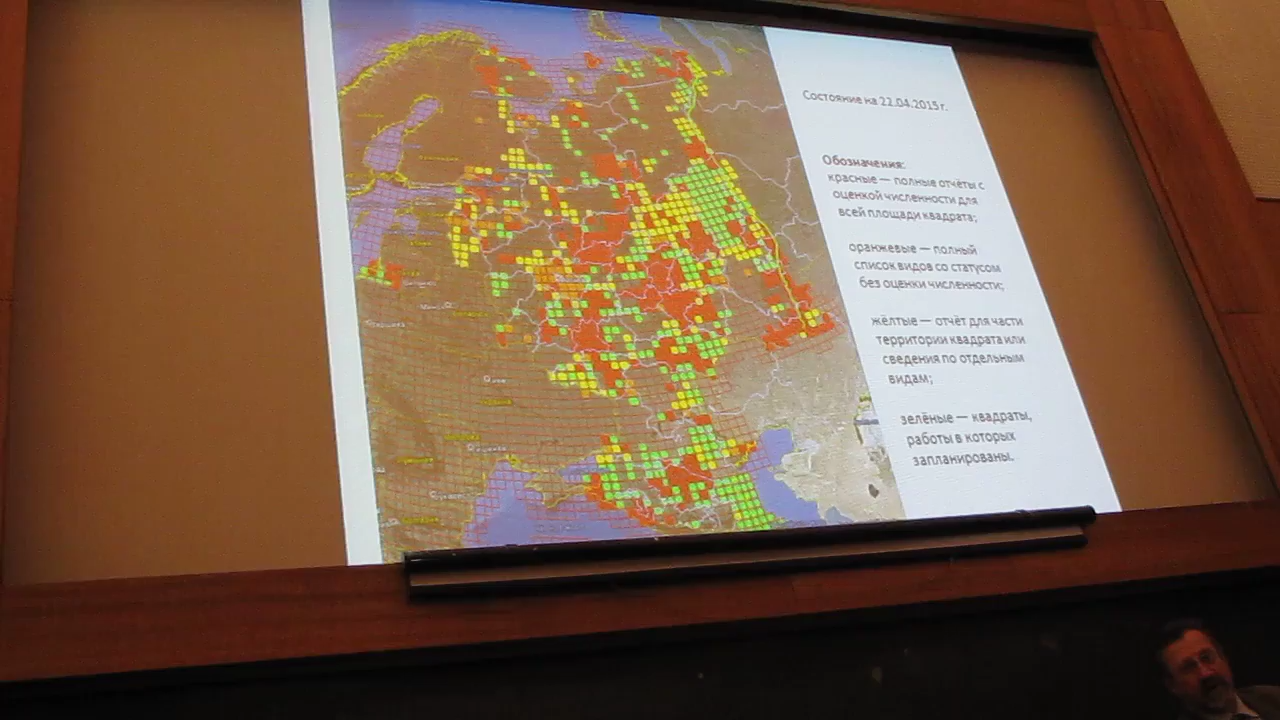 Состояние на 22.04.2015 г.
Обозначения:
красные — полные отчёты с
оценкой численности для
всей площади квадрата;
оранжевые — полный
список видов со статусом
без оценки численности;
жёлтые — отчёт для части
территории квадрата или
сведения по отдельным
видам;
зелёные — квадраты,
работы в которых
запланированы.